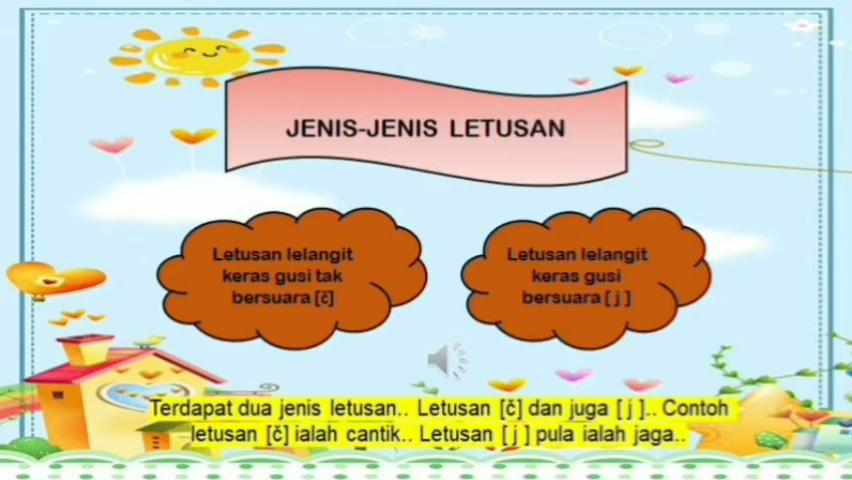 JENIS-JENIS LETUSAN
Letusan lelangit
keras gusi tak
bersuara [č]
Letusan lelangit
keras gusi
bersuara [ j ]
Terdapat dua jenis letusan.. Letusan [č] dan juga [ j ].. Contoh
letusan [č] ialah cantik.. Letusan [ j ] pula ialah jaga..